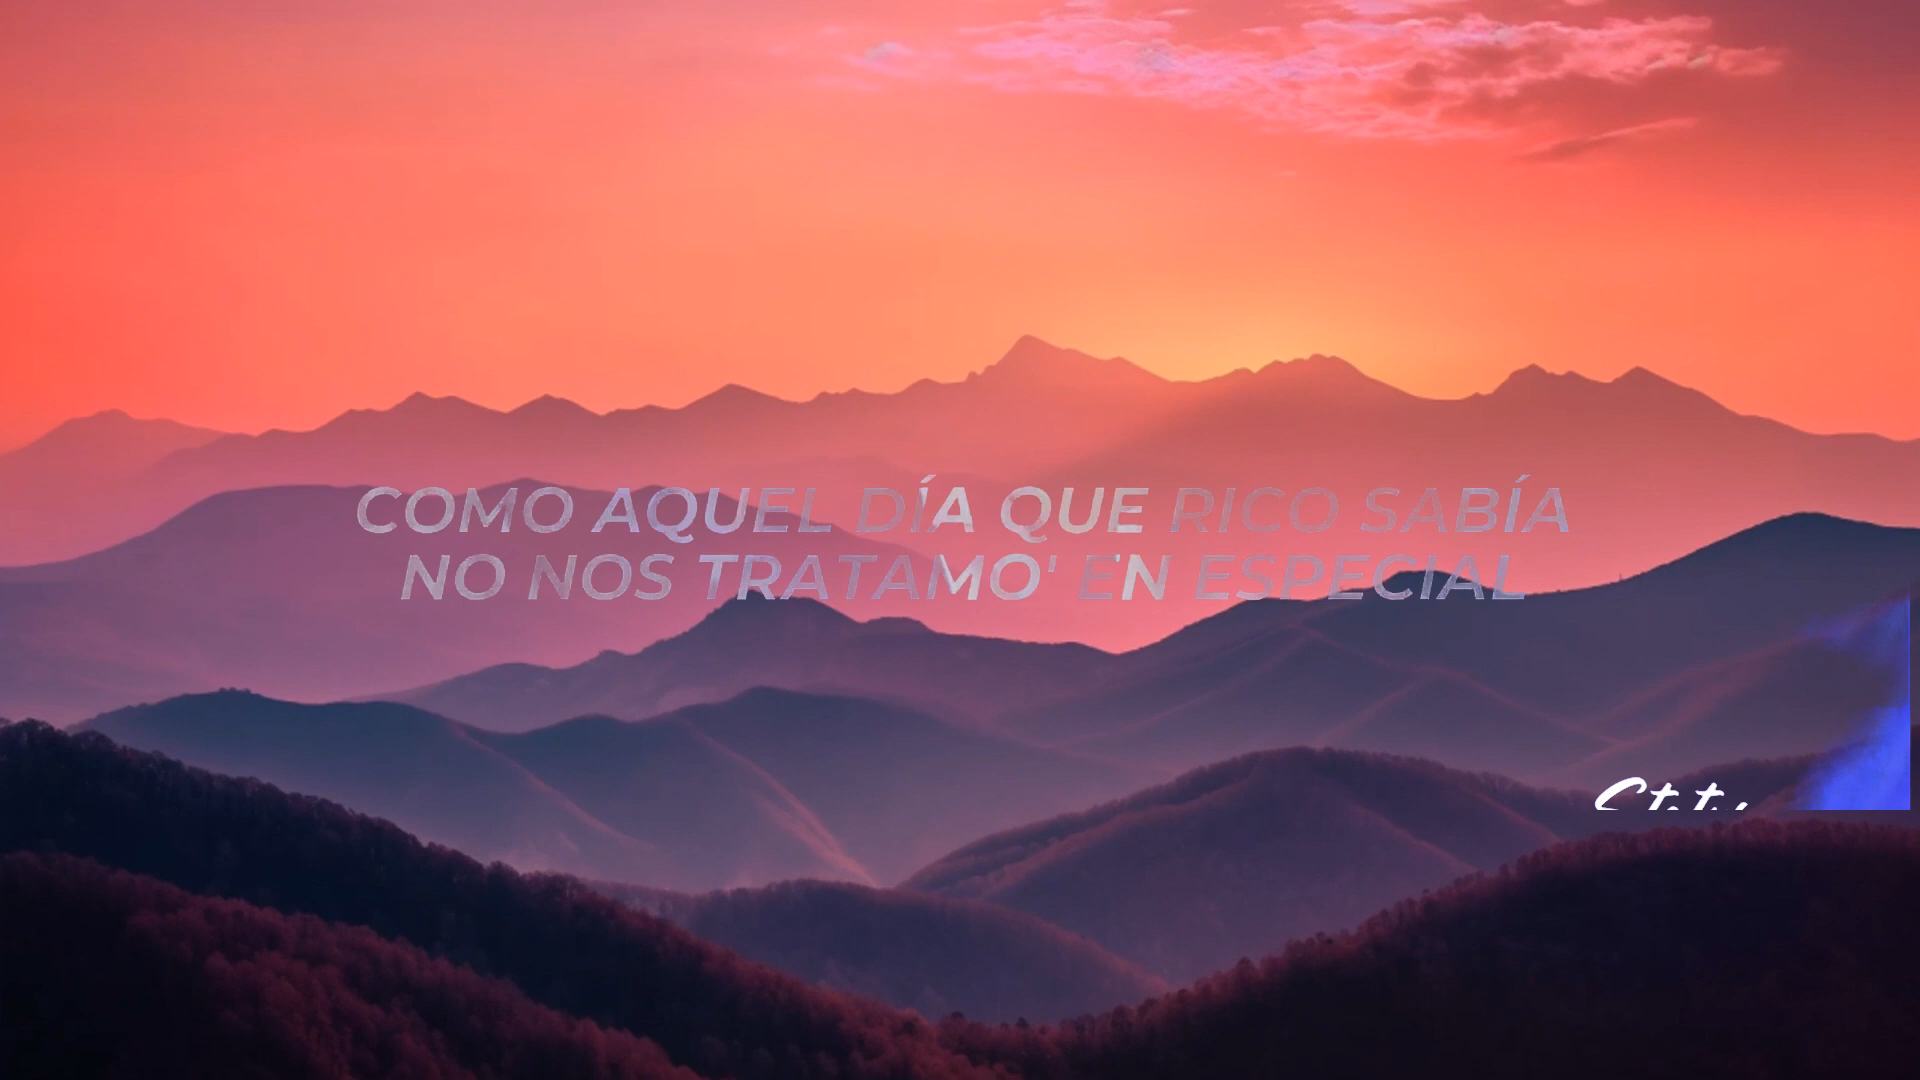 COMO AQUEL DÍA QUE RICO SABÍA
NO NOS TRATAMO' EN ESPECIAL